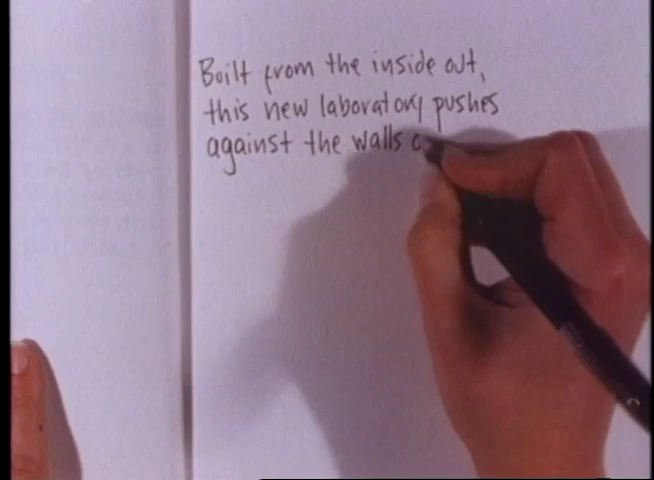 Built from the inside out,
this new laboratory pushes
against the walls